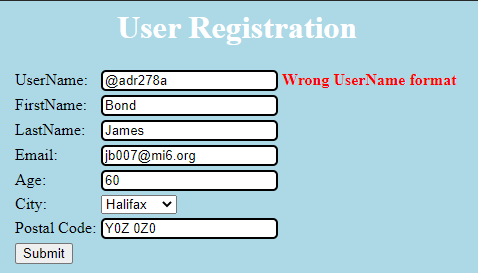 User Registration
UserName: @adr278a Wrong UserName format
FirstName: Bond
LastName: James
Email: jb007@mi6.org
Age: 60
City: Halifax
Postal Code: Y0Z 0Z0
Submit